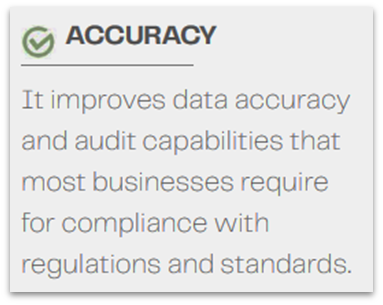 ACCURACY
It improves data accuracy
and audit capabilities that
most businesses require
for compliance with
regulations and standards.